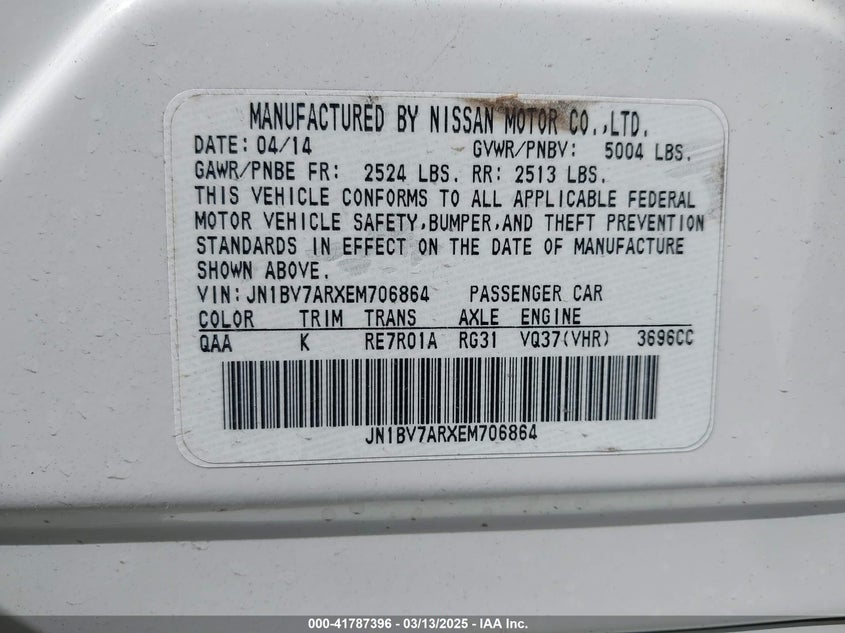 MANUFACTURED BY NISSAN MOTOR CO.,LTD.
DATE: 04/14 GVWR/PNBV: 5004 LBS.
GAWR/PNBE FR: 2524 LBS. RR: 2513 LBS.
THIS VEHICLE CONFORMS TO ALL APPLICABLE FEDERAL
MOTOR VEHICLE SAFETY,BUMPER,AND THEFT PREVENTION
STANDARDS IN EFFECT ON THE DATE OF MANUFACTURE
SHOWN ABOVE.
VIN:JN1BV7ARXEM706864 PASSENGER CAR
COLOR TRIM TRANS AXLE ENGINE
QAA K RE7R01A RG31 VQ37(VHR) 3696CC
JN1BV7ARXEM706864
000-41787396 - 03/13/2025 - IAA Inc.